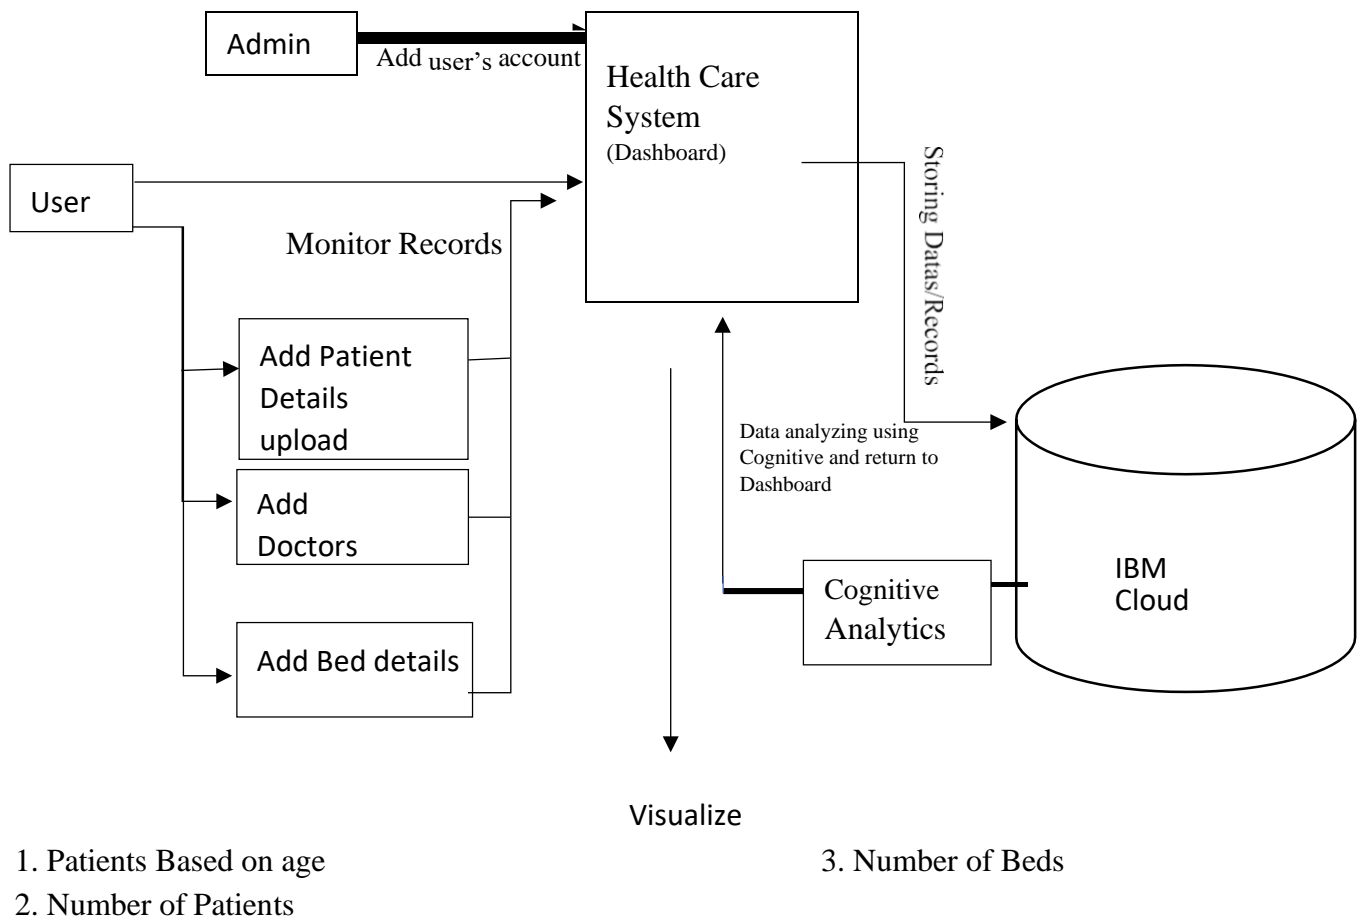 Admin
Add user's account
Health Care
System
(Dashboard)
User
Monitor Records
Storing Datas/Records
Add Patient
Details
upload
Add
Doctors
Add Bed details
Data analyzing using
Cognitive and return to
Dashboard
Cognitive
Analytics
IBM
Cloud
Visualize
1. Patients Based on age
2. Number of Patients
3. Number of Beds